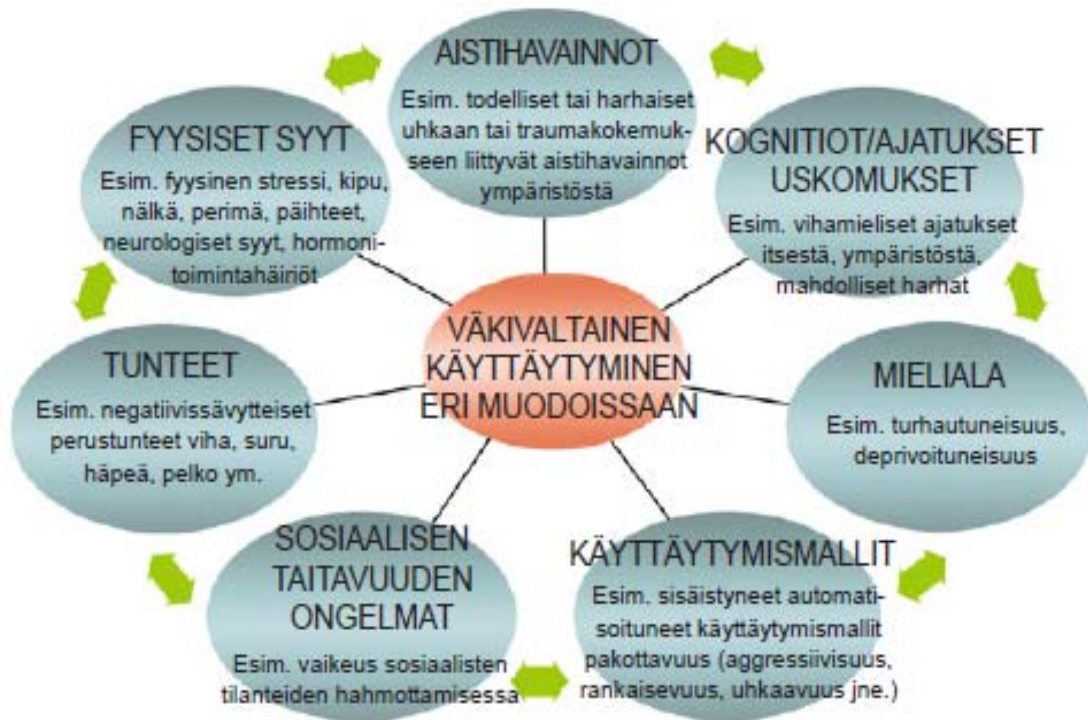 AISTIHAVAINNOT
Esim. todelliset tai harhaiset
uhkaan tai traumakokemuk-
seen liittyvät aistihavainnot
ympäristöstä
KOGNITIOT/AJATUKSET
USKOMUKSET
Esim. vihamieliset ajatukset
itsestä, ympäristöstä,
mahdolliset harhat
MIELIALA
Esim. turhautuneisuus,
deprivoituneisuus
KÄYTTÄYTYMISMALLIT
Esim. sisäistyneet automati-
soituneet käyttäytymismallit
pakottavuus (aggressiivisuus,
rankaisevuus, uhkaavuus jne.)
SOSIAALISEN
TAITAVUUDEN
ONGELMAT
Esim. vaikeus sosiaalisten
tilanteiden hahmottamisessa
TUNTEET
Esim. negatiivissävytteiset
perustunteet viha, suru,
häpeä, pelko ym.
FYYSISET SYYT
Esim. fyysinen stressi, kipu,
nälkä, perimä, päihteet,
neurologiset syyt, hormoni-
toimintahäiriöt
VÄKIVALTAINEN
KÄYTTÄYTYMINEN
ERI MUODOISSAAN